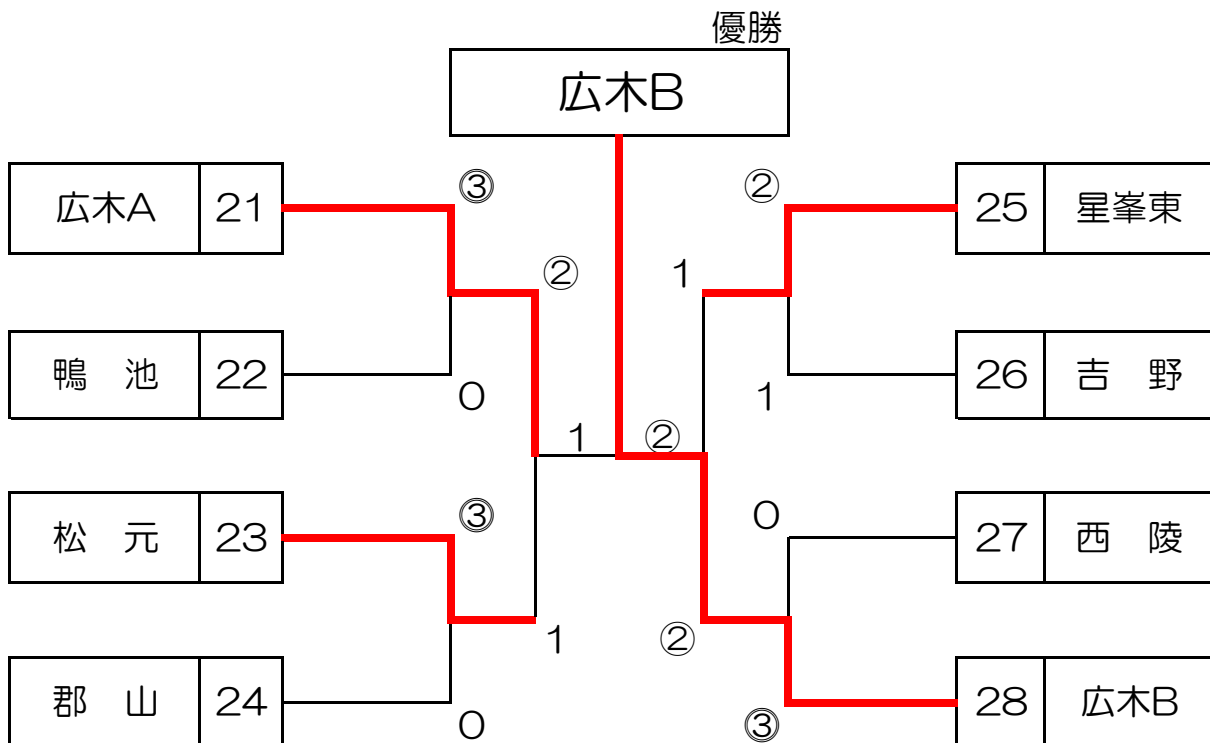 優勝
広木B
広木A 21 ③ ② 25 星峯東
② 1
鴨 池 22 0 1 26 吉 野
1 ②
松 元 23 ③ 0 27 西 陵
1 ②
郡 山 24 0 ③ 28 広木B